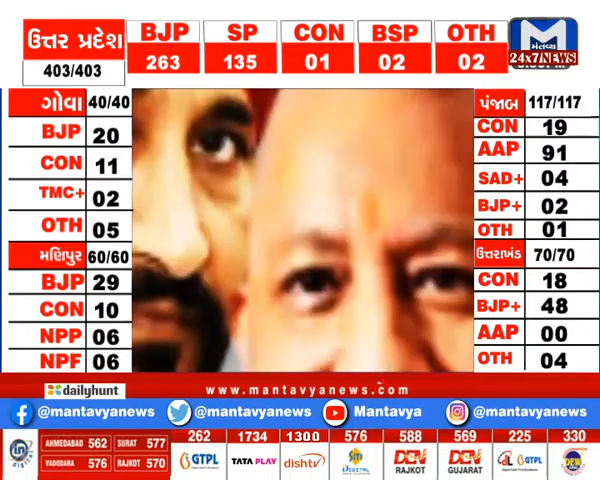 ઉત્તર પ્રદેશ
403/403
BJP SP CON BSP OTH
263 135 01 02 02
મંતવ્ય
24x7NEWS
ગોવા 40/40
BJP 20
CON 11
TMC+ 02
OTH 05
મણિપુર 60/60
BJP 29
CON 10
NPP 06
NPF 06
પંજાબ 117/117
CON 19
AAP 91
SAD+ 04
BJP+ 02
OTH 01
ઉત્તરાખંડ 70/70
CON 18
BJP+ 48
AAP 00
OTH 04
dailyhunt www.mantavyanews.com
@mantavyanews @mantavyanews Mantavya @mantavyanews
in digital
AHMEDABAD 562 SURAT 577
VADODARA 576 RAJKOT 570
262 1734 1300 576 588 569 225 330
GTPL TATA PLAY dishtv DIGITAL DEN RAJKOT DEN GUJARAT GTPL DEW